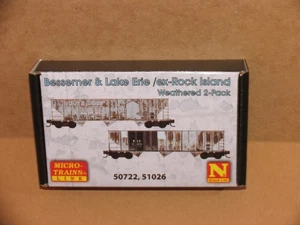 Bessemer & Lake Erie /ex-Rock Island
Weathered 2-Pack
MICRO-
TRAINS
LINE
50722, 51026
N